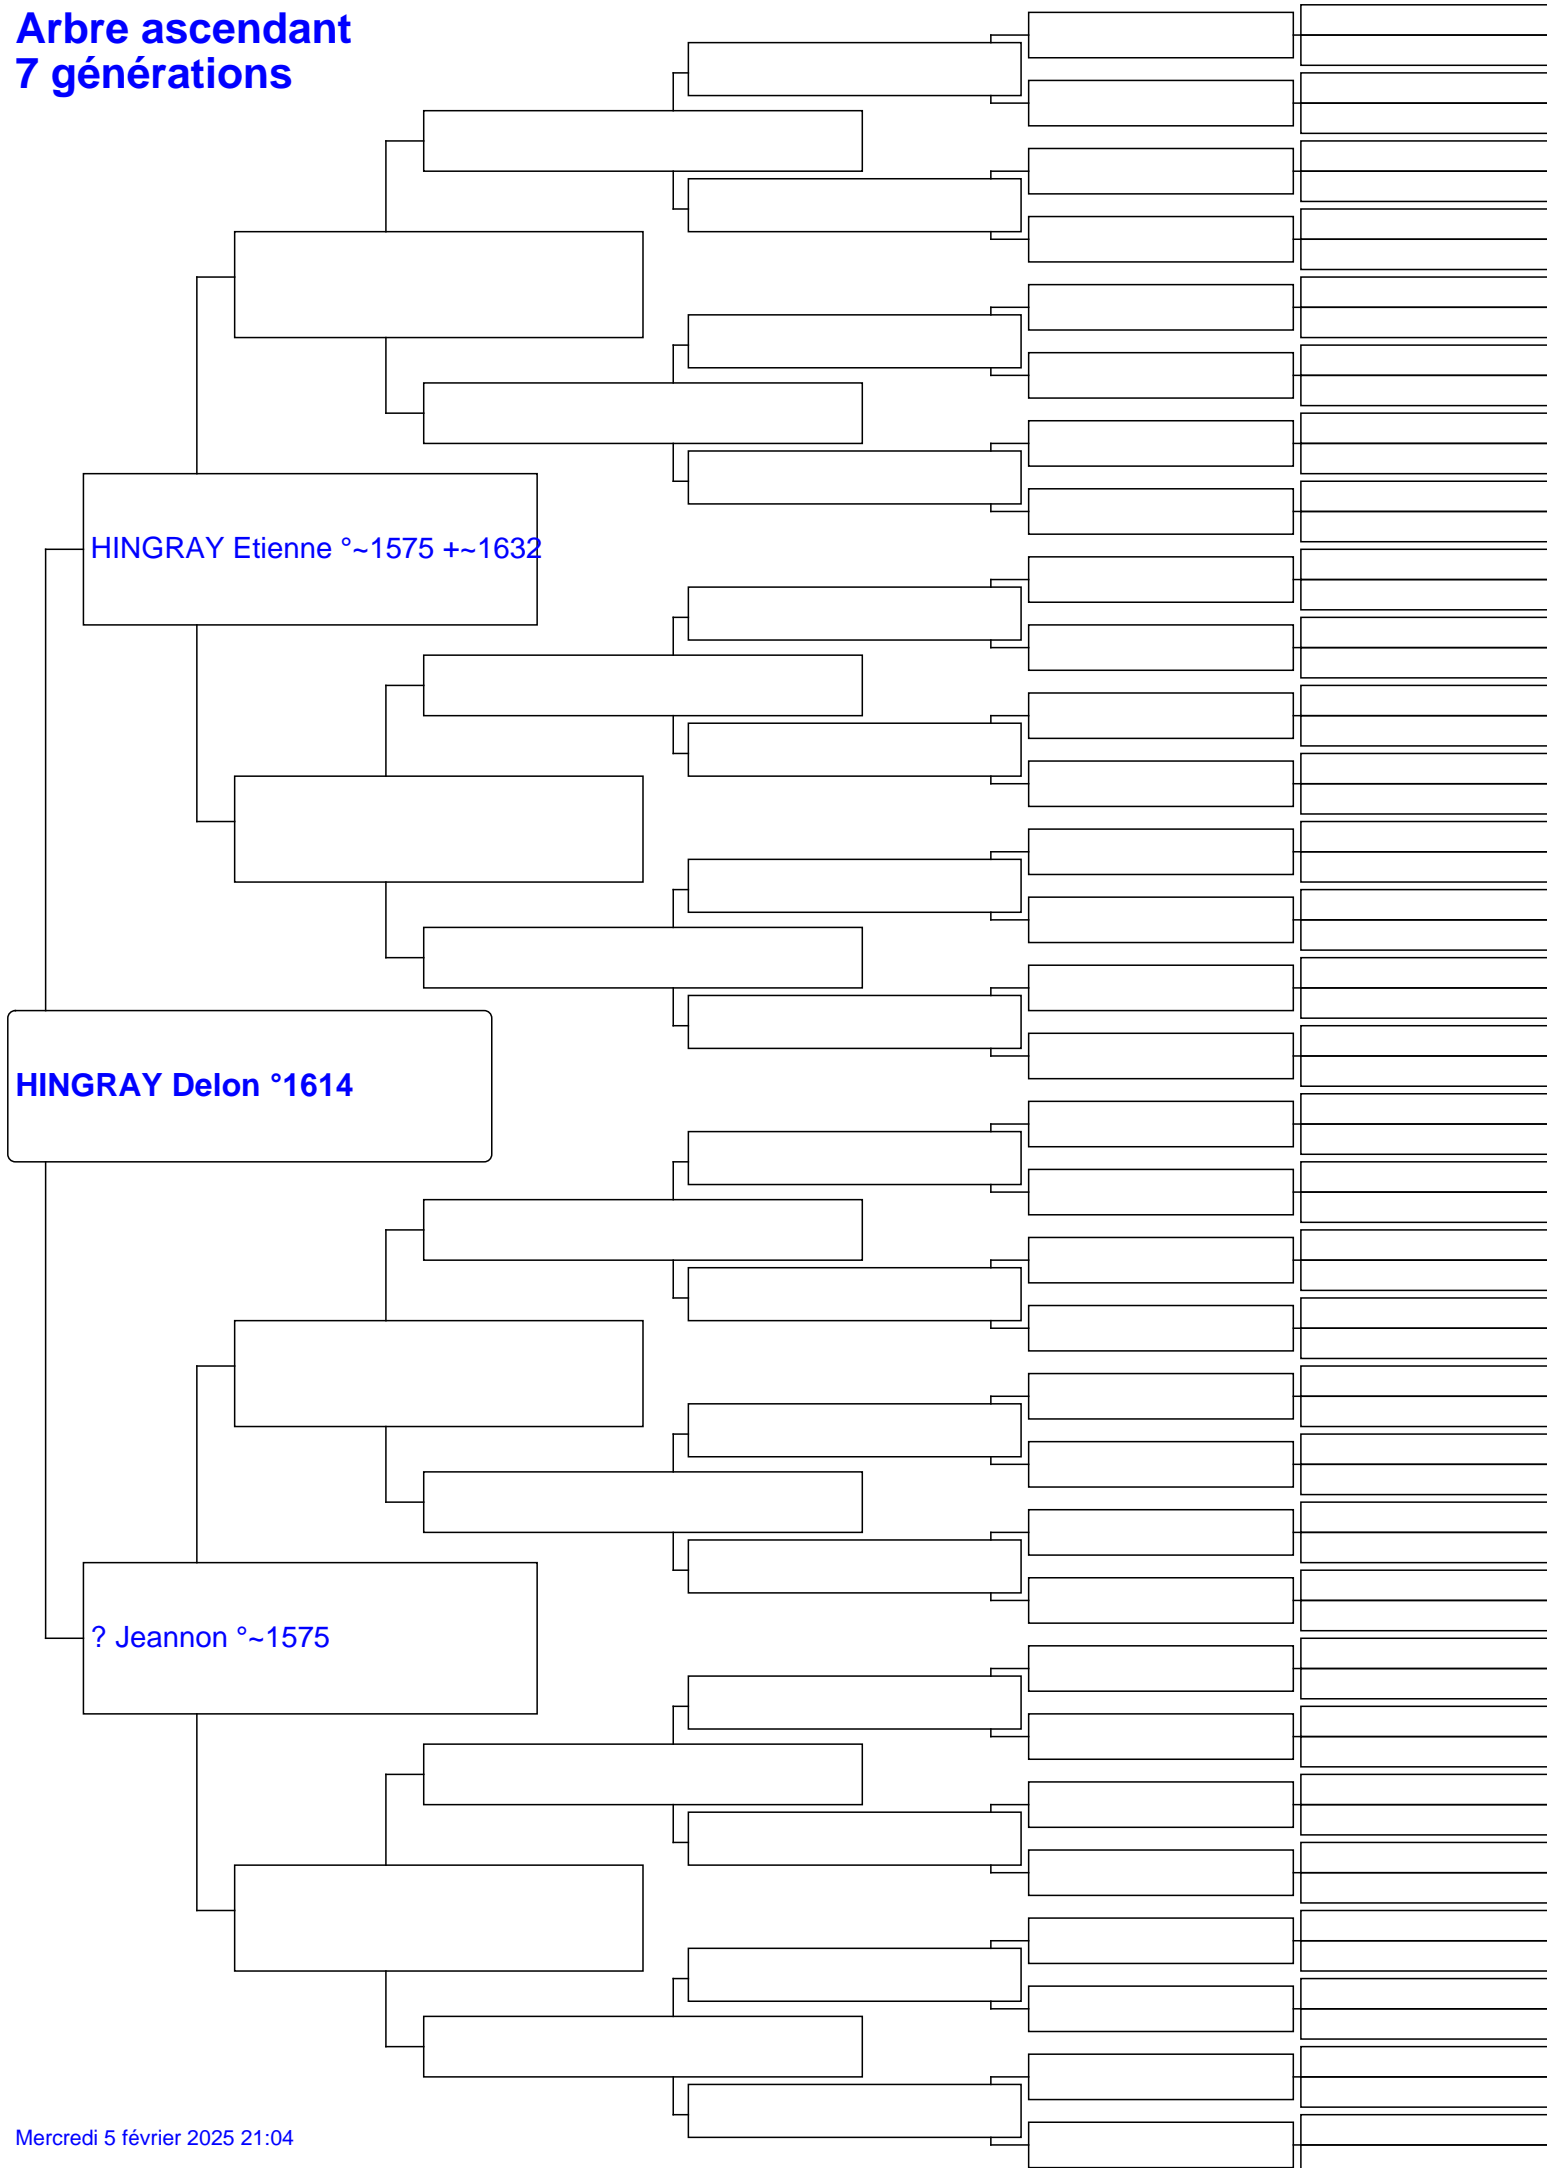 Arbre ascendant
7 générations
HINGRAY Etienne °~1575 +~1632
HINGRAY Delon °1614
? Jeannon °~1575
Mercredi 5 février 2025 21:04